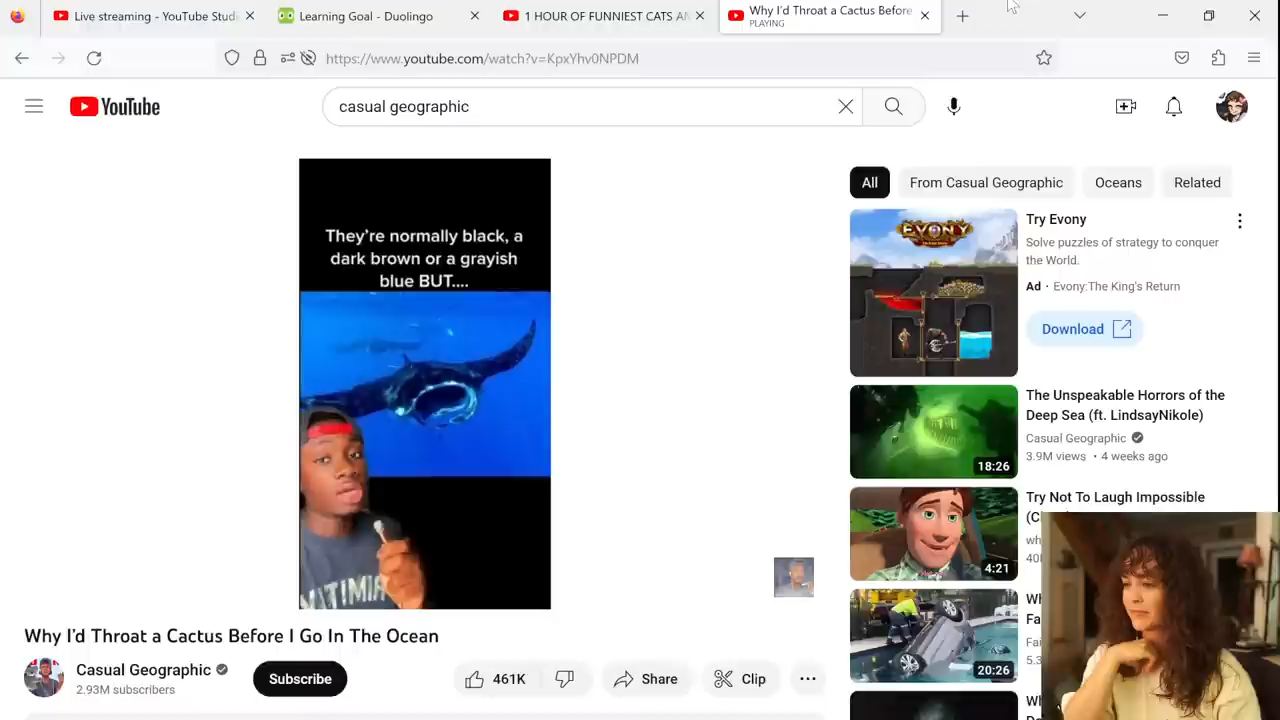 Live streaming - YouTube Studi
Learning Goal - Duolingo
1 HOUR OF FUNNIEST CATS AN
Why I'd Throat a Cactus Before
PLAYING
https://www.youtube.com/watch?v=KpxYhv0NPDM
YouTube
casual geographic
They're normally black, a
dark brown or a grayish
blue BUT....
Why I'd Throat a Cactus Before I Go In The Ocean
Casual Geographic
2.93M subscribers
Subscribe
461K
Share
Clip
All
From Casual Geographic
Oceans
Related
EVONY
Try Evony
Solve puzzles of strategy to conquer
the World.
Ad · Evony:The King's Return
Download
The Unspeakable Horrors of the
Deep Sea (ft. LindsayNikole)
Casual Geographic
3.9M views · 4 weeks ago
18:26
Try Not To Laugh Impossible
4:21
20:26